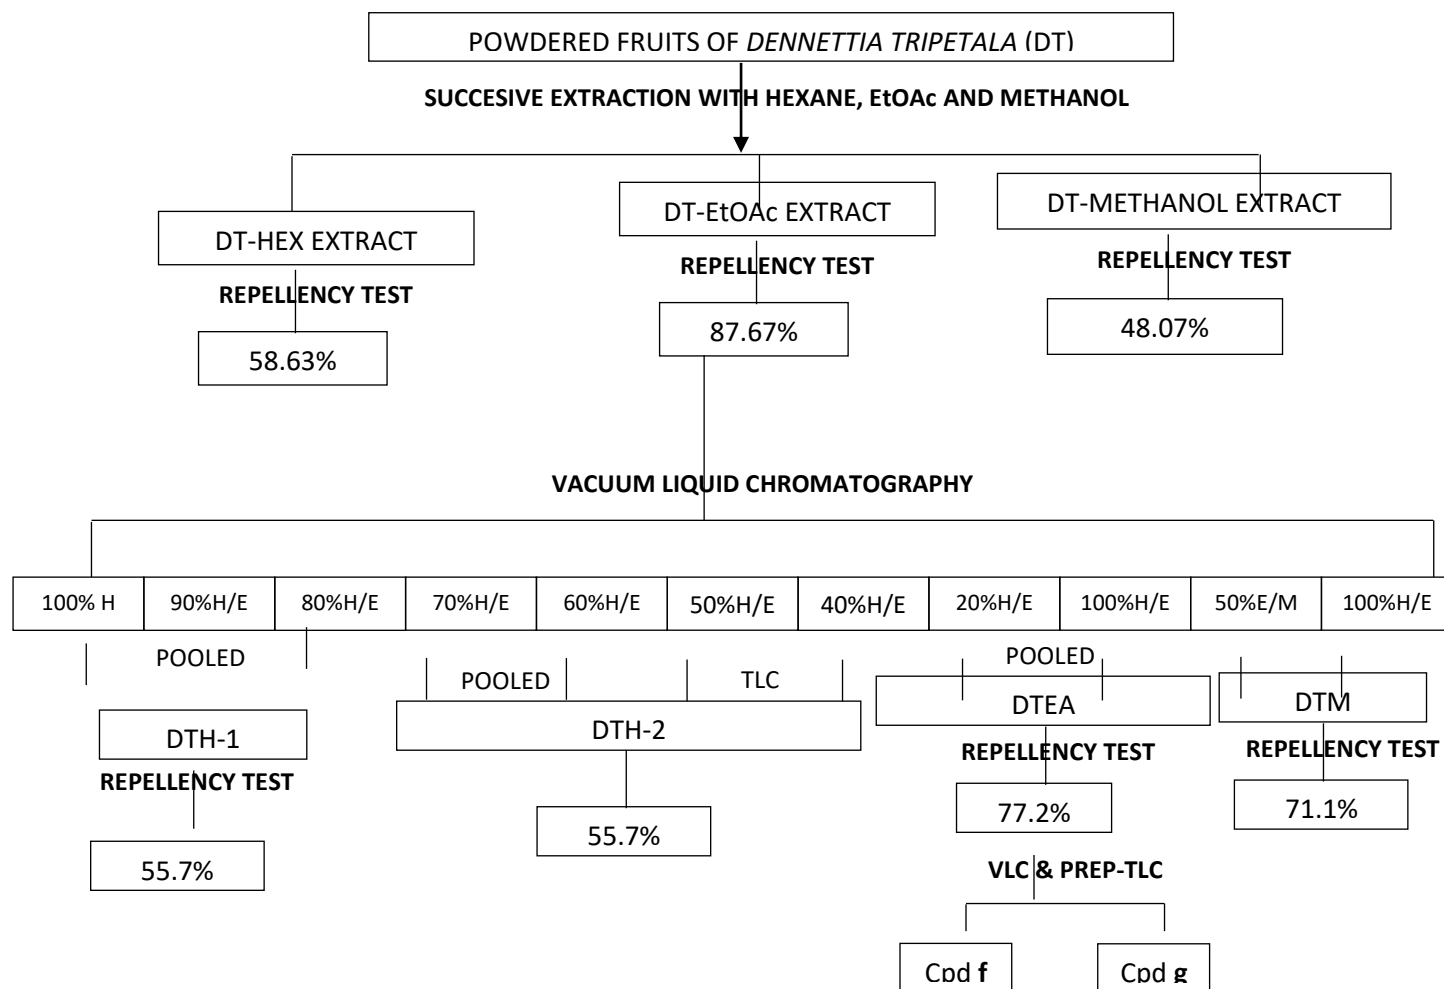 POWDERED FRUITS OF DENNETTIA TRIPETALA (DT)
SUCCESIVE EXTRACTION WITH HEXANE, EtOAc AND METHANOL
DT-HEX EXTRACT
DT-EtOAc EXTRACT
DT-METHANOL EXTRACT
REPELLENCY TEST
REPELLENCY TEST
REPELLENCY TEST
58.63%
87.67%
48.07%
VACUUM LIQUID CHROMATOGRAPHY
100% H 90%H/E 80%H/E 70%H/E 60%H/E 50%H/E 40%H/E 20%H/E 100%H/E 50%E/M 100%H/E
POOLED
POOLED
TLC
POOLED
DTH-1
DTH-2
DTEA
DTM
REPELLENCY TEST
REPELLENCY TEST
REPELLENCY TEST
55.7%
55.7%
77.2%
71.1%
VLC & PREP-TLC
Cpd f
Cpd g